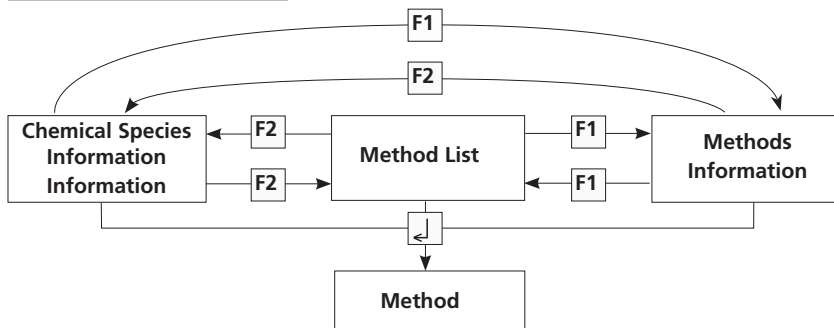 F1
F2
Chemical Species
Information
Information
F2
F2
Method List
F1
F1
Methods
Information
Method